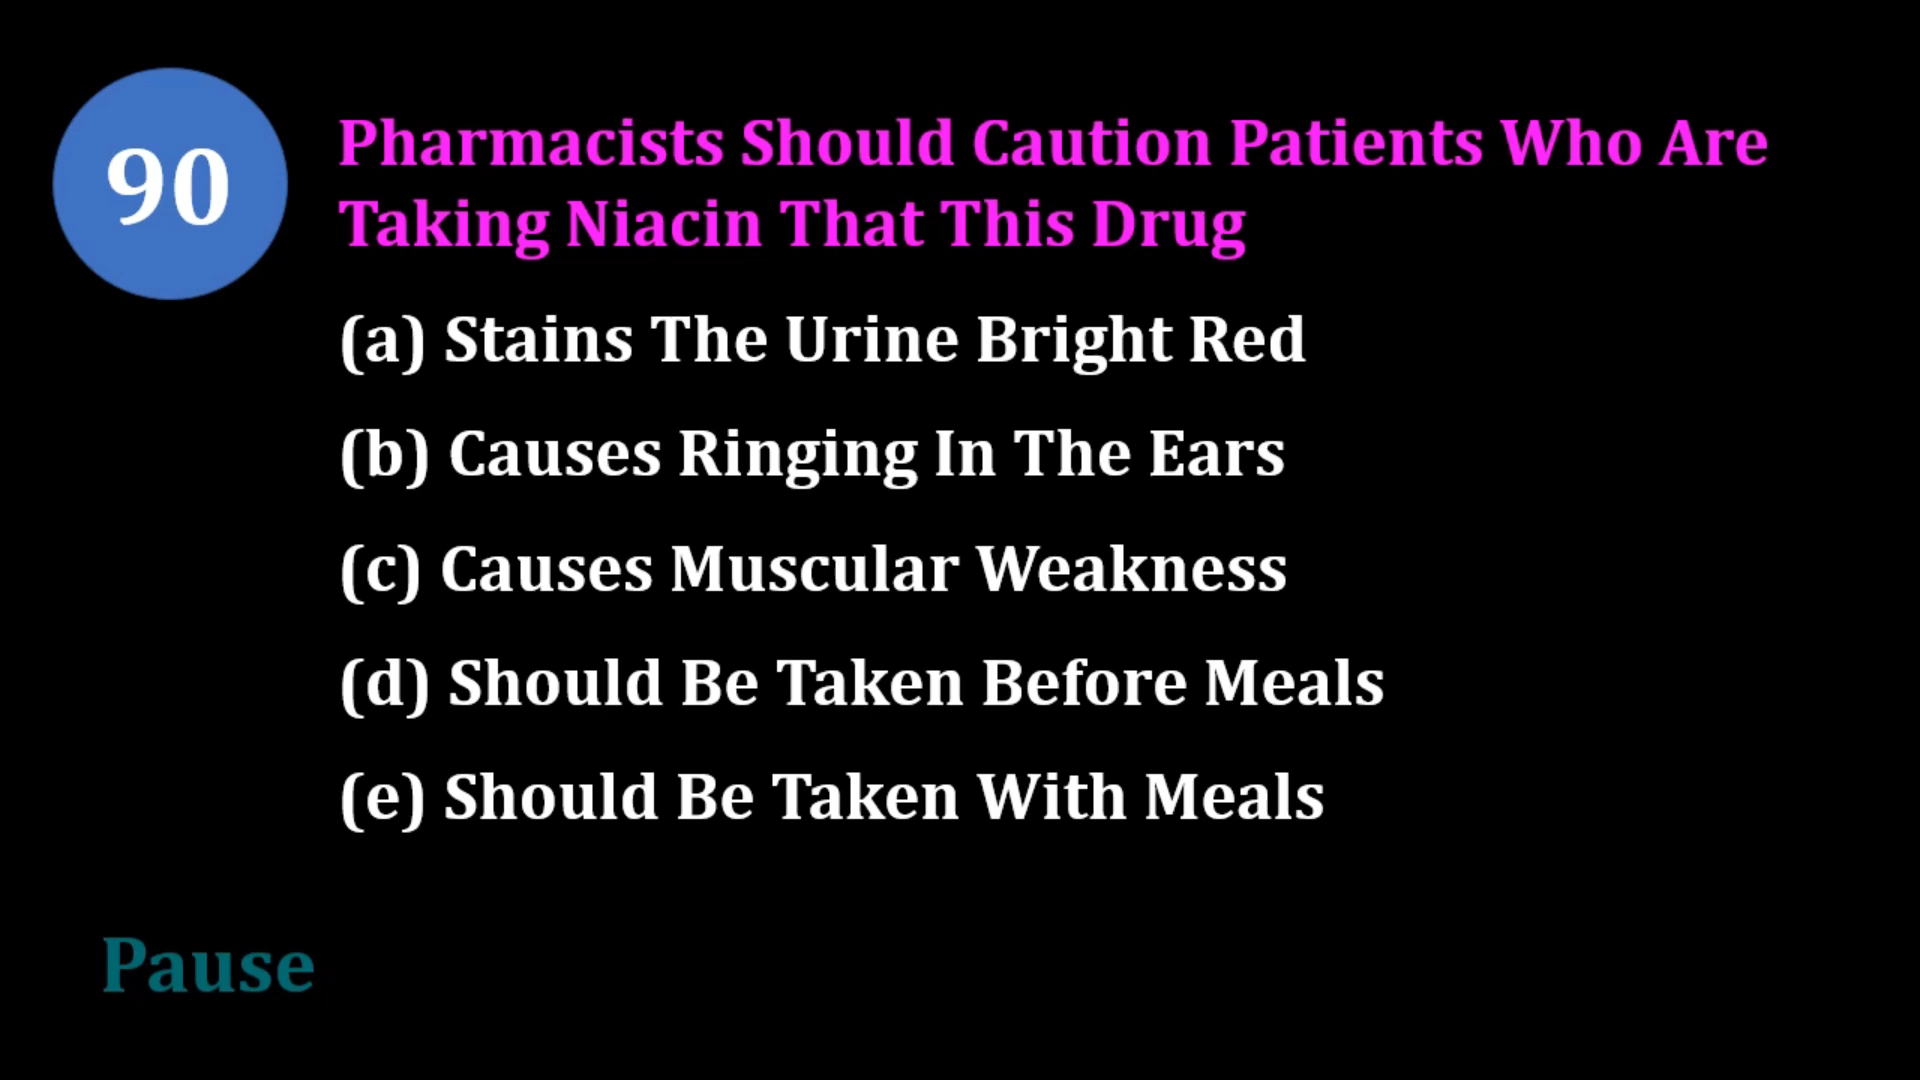 90
Pharmacists Should Caution Patients Who Are
Taking Niacin That This Drug
(a) Stains The Urine Bright Red
(b) Causes Ringing In The Ears
(c) Causes Muscular Weakness
(d) Should Be Taken Before Meals
(e) Should Be Taken With Meals
Pause